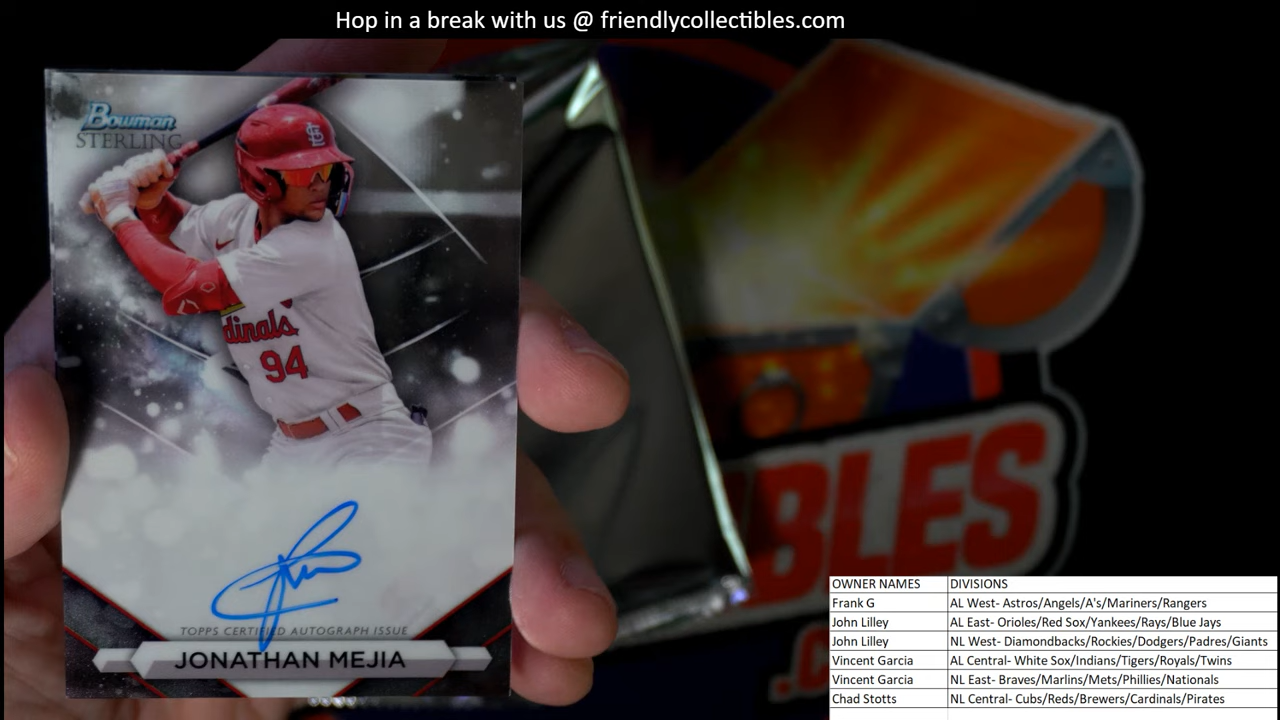 Hop in a break with us @ friendlycollectibles.com
Bowman
STERLING
dinals
94
TOPPS CERTIFIED AUTOGRAPH ISSUE
JONATHAN MEJIA
BLES
.C
OWNER NAMES DIVISIONS
Frank G AL West- Astros/Angels/A's/Mariners/Rangers
John Lilley AL East- Orioles/Red Sox/Yankees/Rays/Blue Jays
John Lilley NL West- Diamondbacks/Rockies/Dodgers/Padres/Giants
Vincent Garcia AL Central- White Sox/Indians/Tigers/Royals/Twins
Vincent Garcia NL East- Braves/Marlins/Mets/Phillies/Nationals
Chad Stotts NL Central- Cubs/Reds/Brewers/Cardinals/Pirates